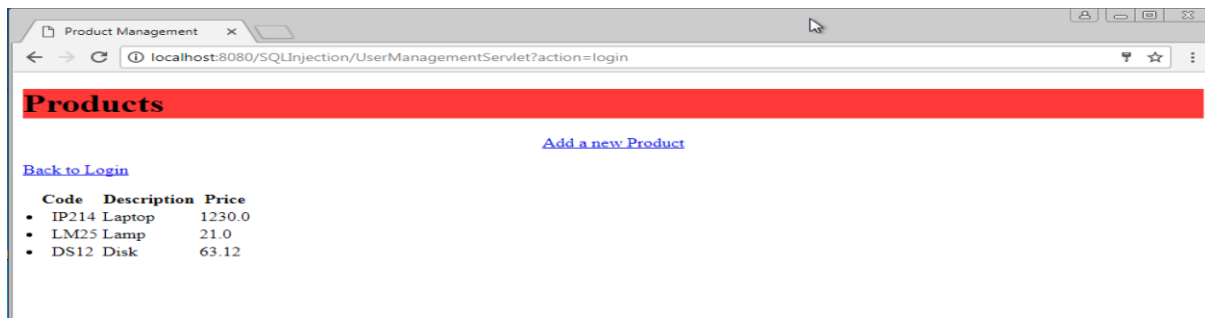 Product Management
localhost:8080/SQLInjection/UserManagementServlet?action=login
Products
Add a new Product
Back to Login
Code Description Price
IP214 Laptop 1230.0
LM25 Lamp 21.0
DS12 Disk 63.12